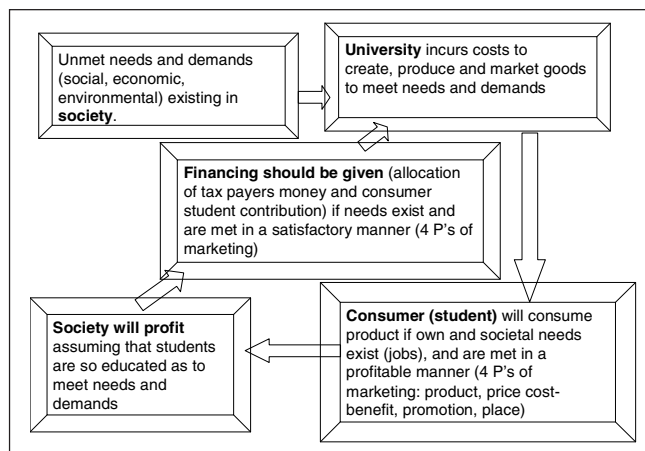 Unmet needs and demands
(social, economic,
environmental) existing in
society.
University incurs costs to
create, produce and market goods
to meet needs and demands
Financing should be given (allocation
of tax payers money and consumer
student contribution) if needs exist and
are met in a satisfactory manner (4 P's of
marketing)
Society will profit
assuming that students
are so educated as to
meet needs and
demands
Consumer (student) will consume
product if own and societal needs
exist (jobs), and are met in a
profitable manner (4 P's of
marketing: product, price cost-
benefit, promotion, place)